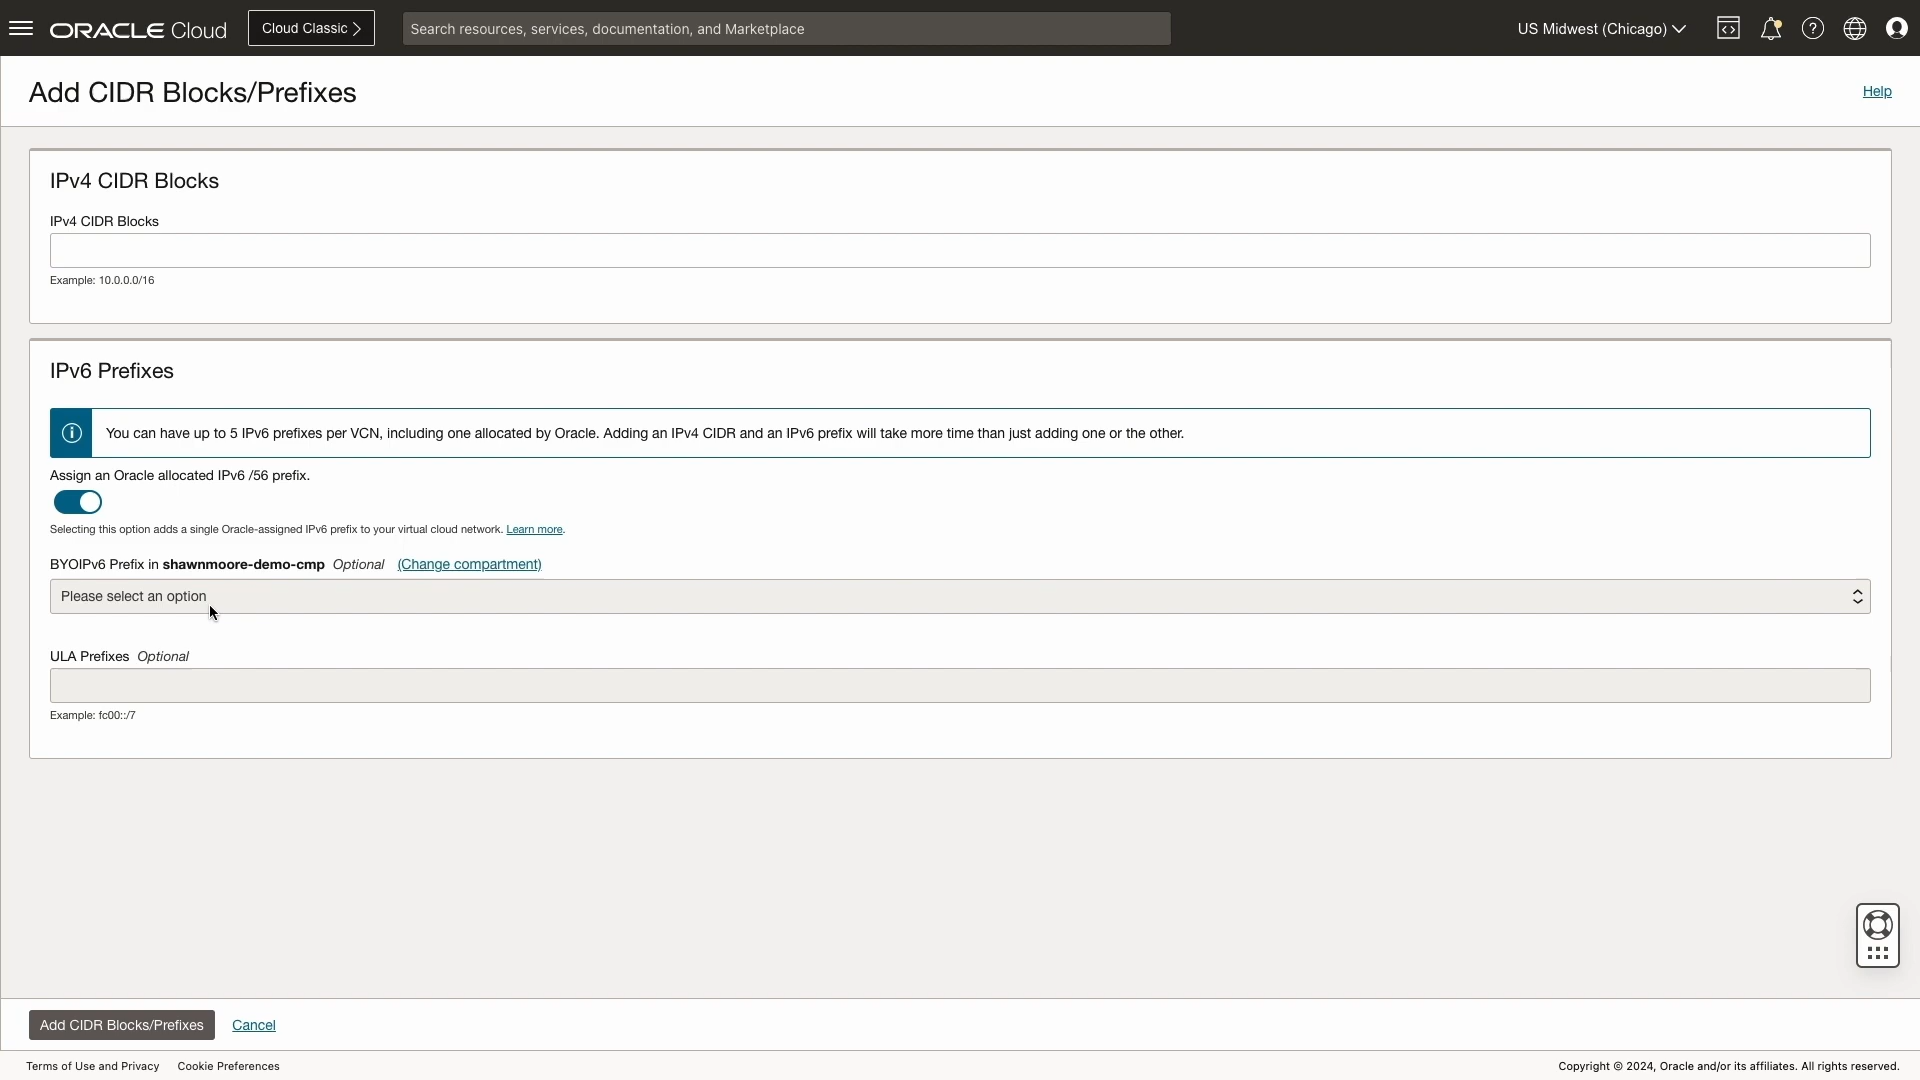 ORACLE Cloud
Cloud Classic
Search resources, services, documentation, and Marketplace
US Midwest (Chicago)
Add CIDR Blocks/Prefixes
Help
IPv4 CIDR Blocks
IPv4 CIDR Blocks
Example: 10.0.0.0/16
IPv6 Prefixes
You can have up to 5 IPv6 prefixes per VCN, including one allocated by Oracle. Adding an IPv4 CIDR and an IPv6 prefix will take more time than just adding one or the other.
Assign an Oracle allocated IPv6 /56 prefix.
Selecting this option adds a single Oracle-assigned IPv6 prefix to your virtual cloud network. Learn more.
BYOIPv6 Prefix in shawnmoore-demo-cmp Optional (Change compartment)
Please select an option
ULA Prefixes Optional
Example: fc00::/7
Add CIDR Blocks/Prefixes
Cancel
Terms of Use and Privacy
Cookie Preferences
Copyright © 2024, Oracle and/or its affiliates. All rights reserved.